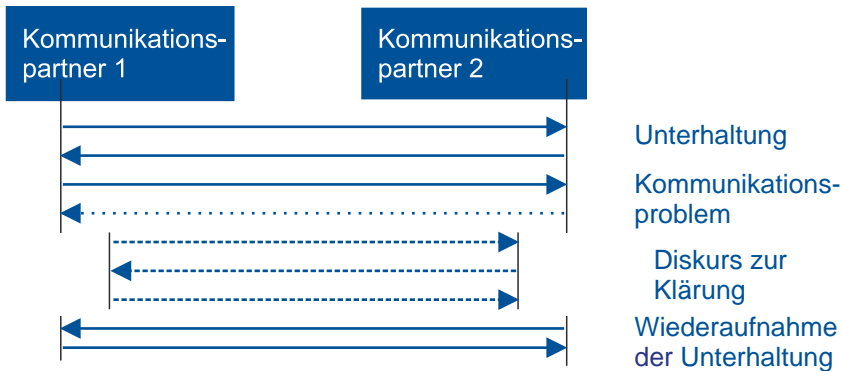 Kommunikations-
partner 1
Kommunikations-
partner 2
Unterhaltung
Kommunikations-
problem
Diskurs zur
Klärung
Wiederaufnahme
der Unterhaltung